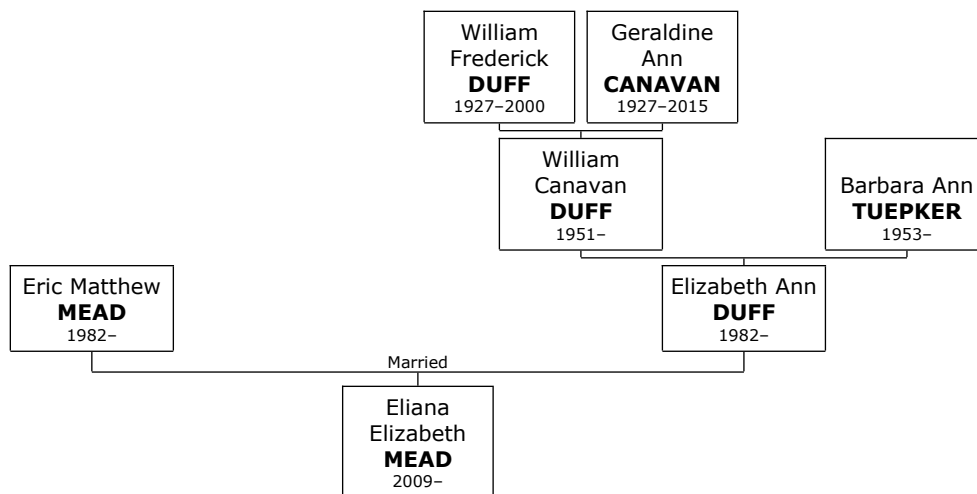 William
Frederick
DUFF
1927–2000
Geraldine
Ann
CANAVAN
1927–2015
William
Canavan
DUFF
1951–
Barbara Ann
TUEPKER
1953–
Eric Matthew
MEAD
1982–
Elizabeth Ann
DUFF
1982–
Married
Eliana
Elizabeth
MEAD
2009–